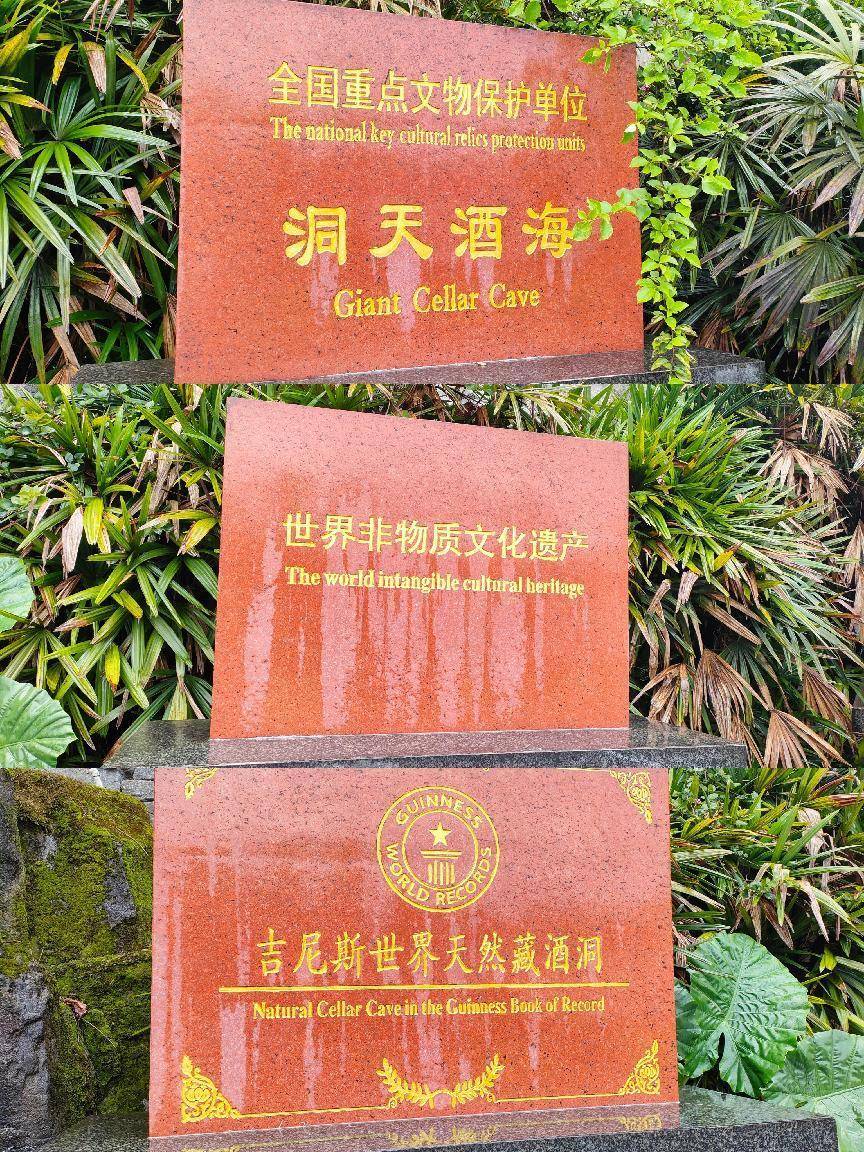 全国重点文物保护单位
The national key cultural relics protection units
洞天酒海
Giant Cellar Cave
世界非物质文化遗产
The world intangible cultural heritage
GUINNESS
WORLD RECORDS
吉尼斯世界天然藏酒洞
Natural Cellar Cave in the Guinness Book of Record